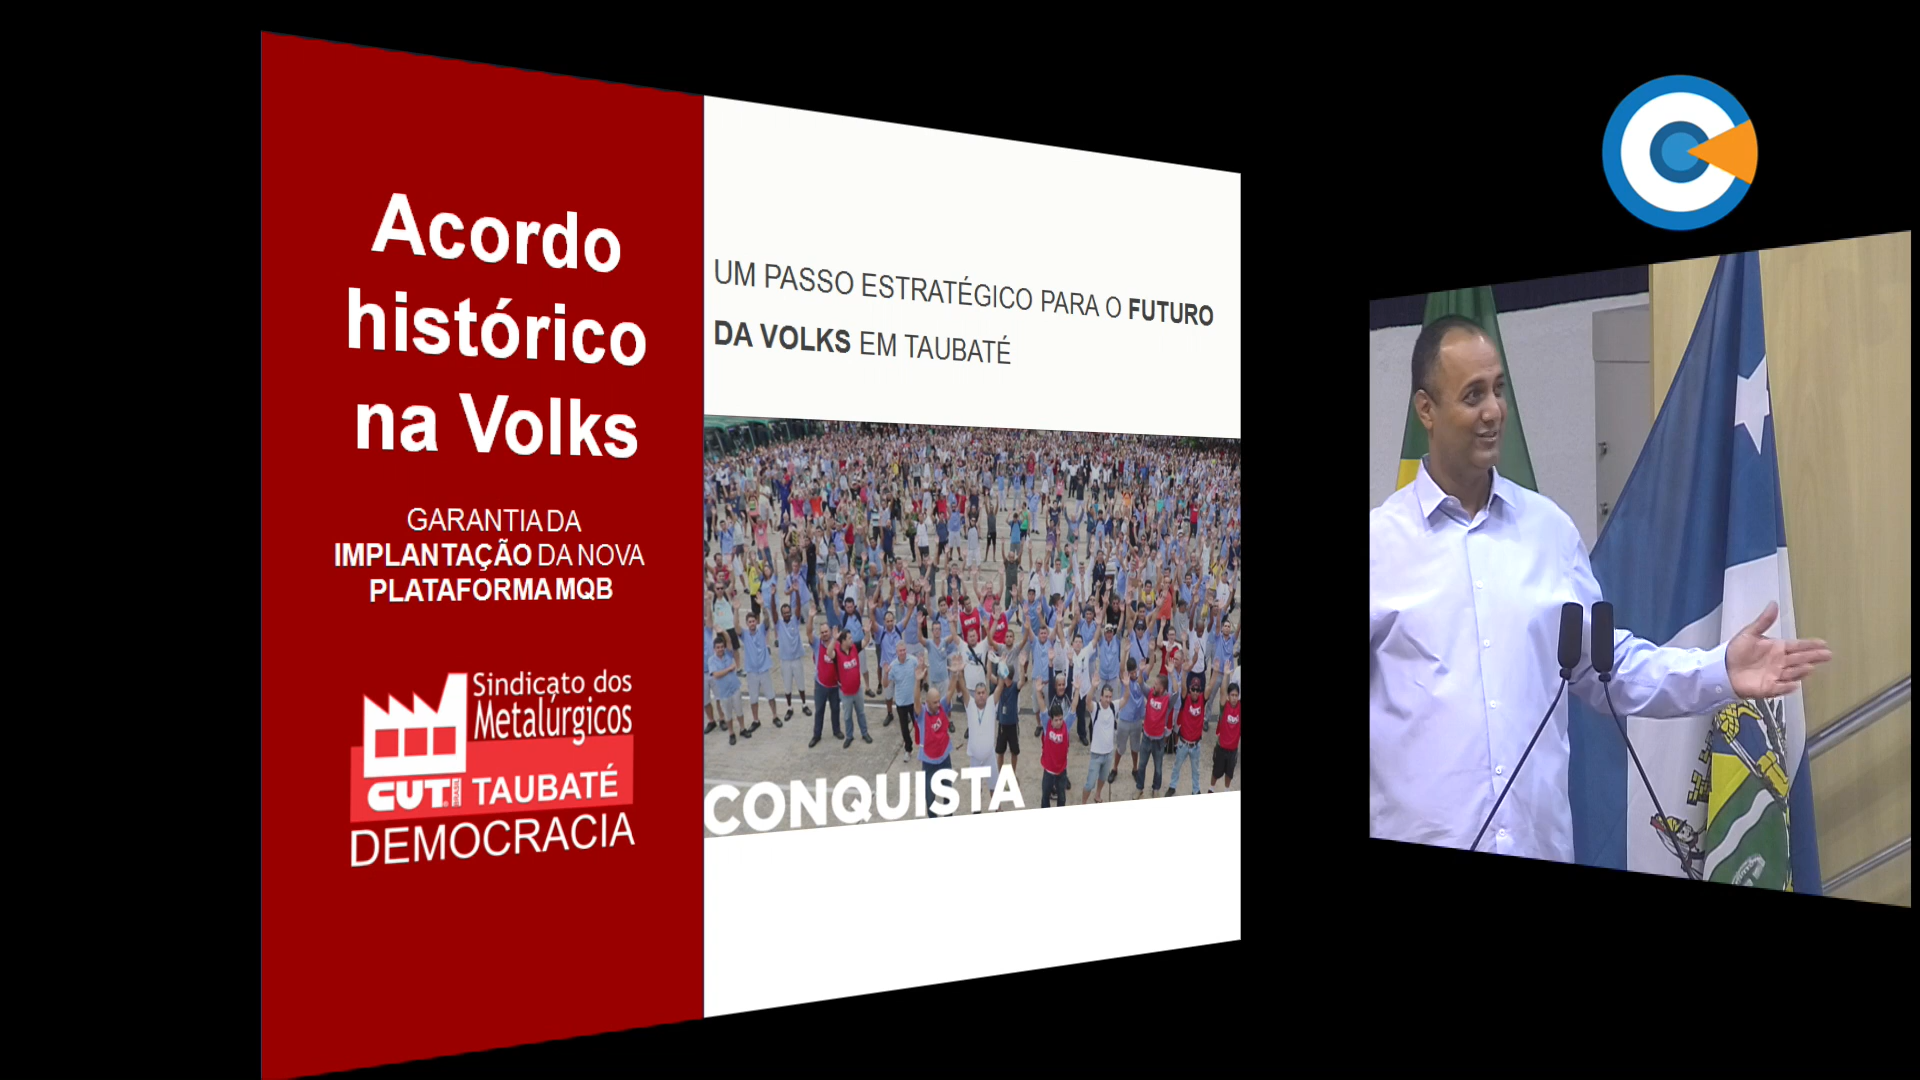 Acordo
histórico
na Volks
GARANTIA DA
IMPLANTAÇÃO DA NOVA
PLATAFORMA MQB
Sindicato dos
Metalúrgicos
CUT BRASIL TAUBATÉ
DEMOCRACIA
UM PASSO ESTRATÉGICO PARA O FUTURO
DA VOLKS EM TAUBATÉ
CONQUISTA